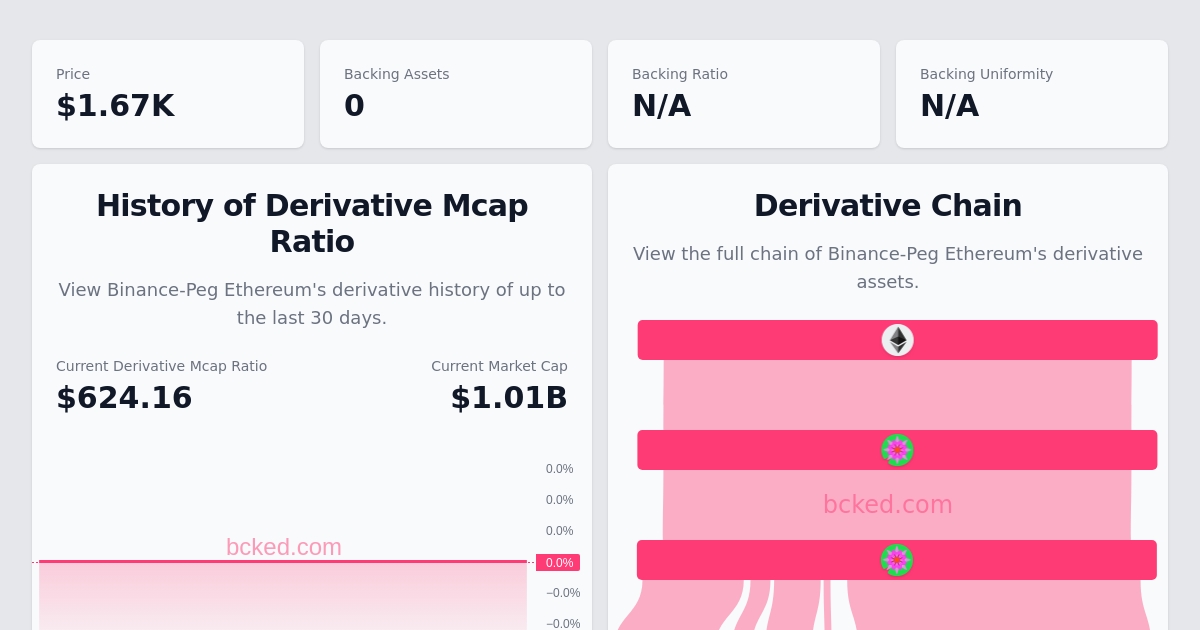 Price
$1.67K
Backing Assets
0
Backing Ratio
N/A
Backing Uniformity
N/A
History of Derivative Mcap
Ratio
View Binance-Peg Ethereum's derivative history of up to
the last 30 days.
Current Derivative Mcap Ratio
$624.16
Current Market Cap
$1.01B
0.0%
0.0%
0.0%
bcked.com
0.0%
−0.0%
−0.0%
Derivative Chain
View the full chain of Binance-Peg Ethereum's derivative
assets.
bcked.com